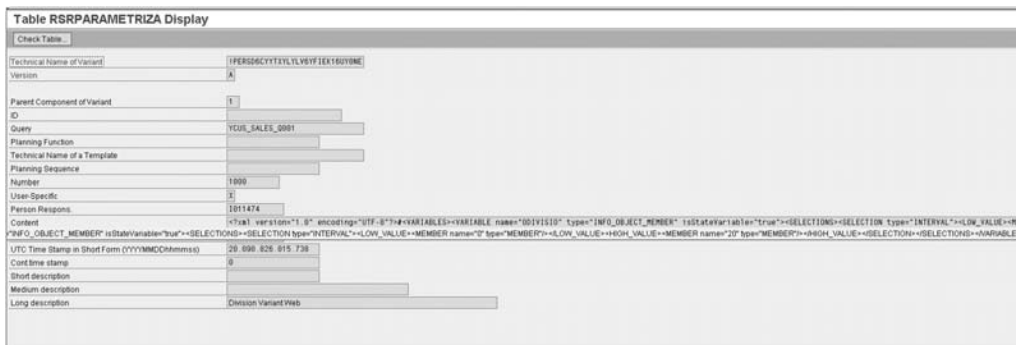 Table RSRPARAMETRIZA Display
Check Table...
Technical Name of Variant
Version A
Parent Component of Variant 1
ID
Query YCUS_SALES_Q001
Planning Function
Technical Name of a Template
Planning Sequence
Number 1000
User-Specific X
Person Respons. I011474
Content <?xml version="1.0" encoding="UTF-8"?>#<VARIABLES><VARIABLE name="0DIVISIO" type="INFO_OBJECT_MEMBER" isStateVariable="true"><SELECTIONS><SELECTION type="INTERVAL"><LOW_VALUE><M
"INFO_OBJECT_MEMBER" isStateVariable="true"><SELECTIONS><SELECTION type="INTERVAL"><LOW_VALUE><MEMBER name="0" type="MEMBER"/></LOW_VALUE><HIGH_VALUE><MEMBER name="20" type="MEMBER"/></HIGH_VALUE></SELECTION></SELECTIONS></VARIABLE
UTC Time Stamp in Short Form (YYYYMMDDhhmmss) 20.090.826.015.738
Cont.time stamp 0
Short description
Medium description
Long description Division Variant Web